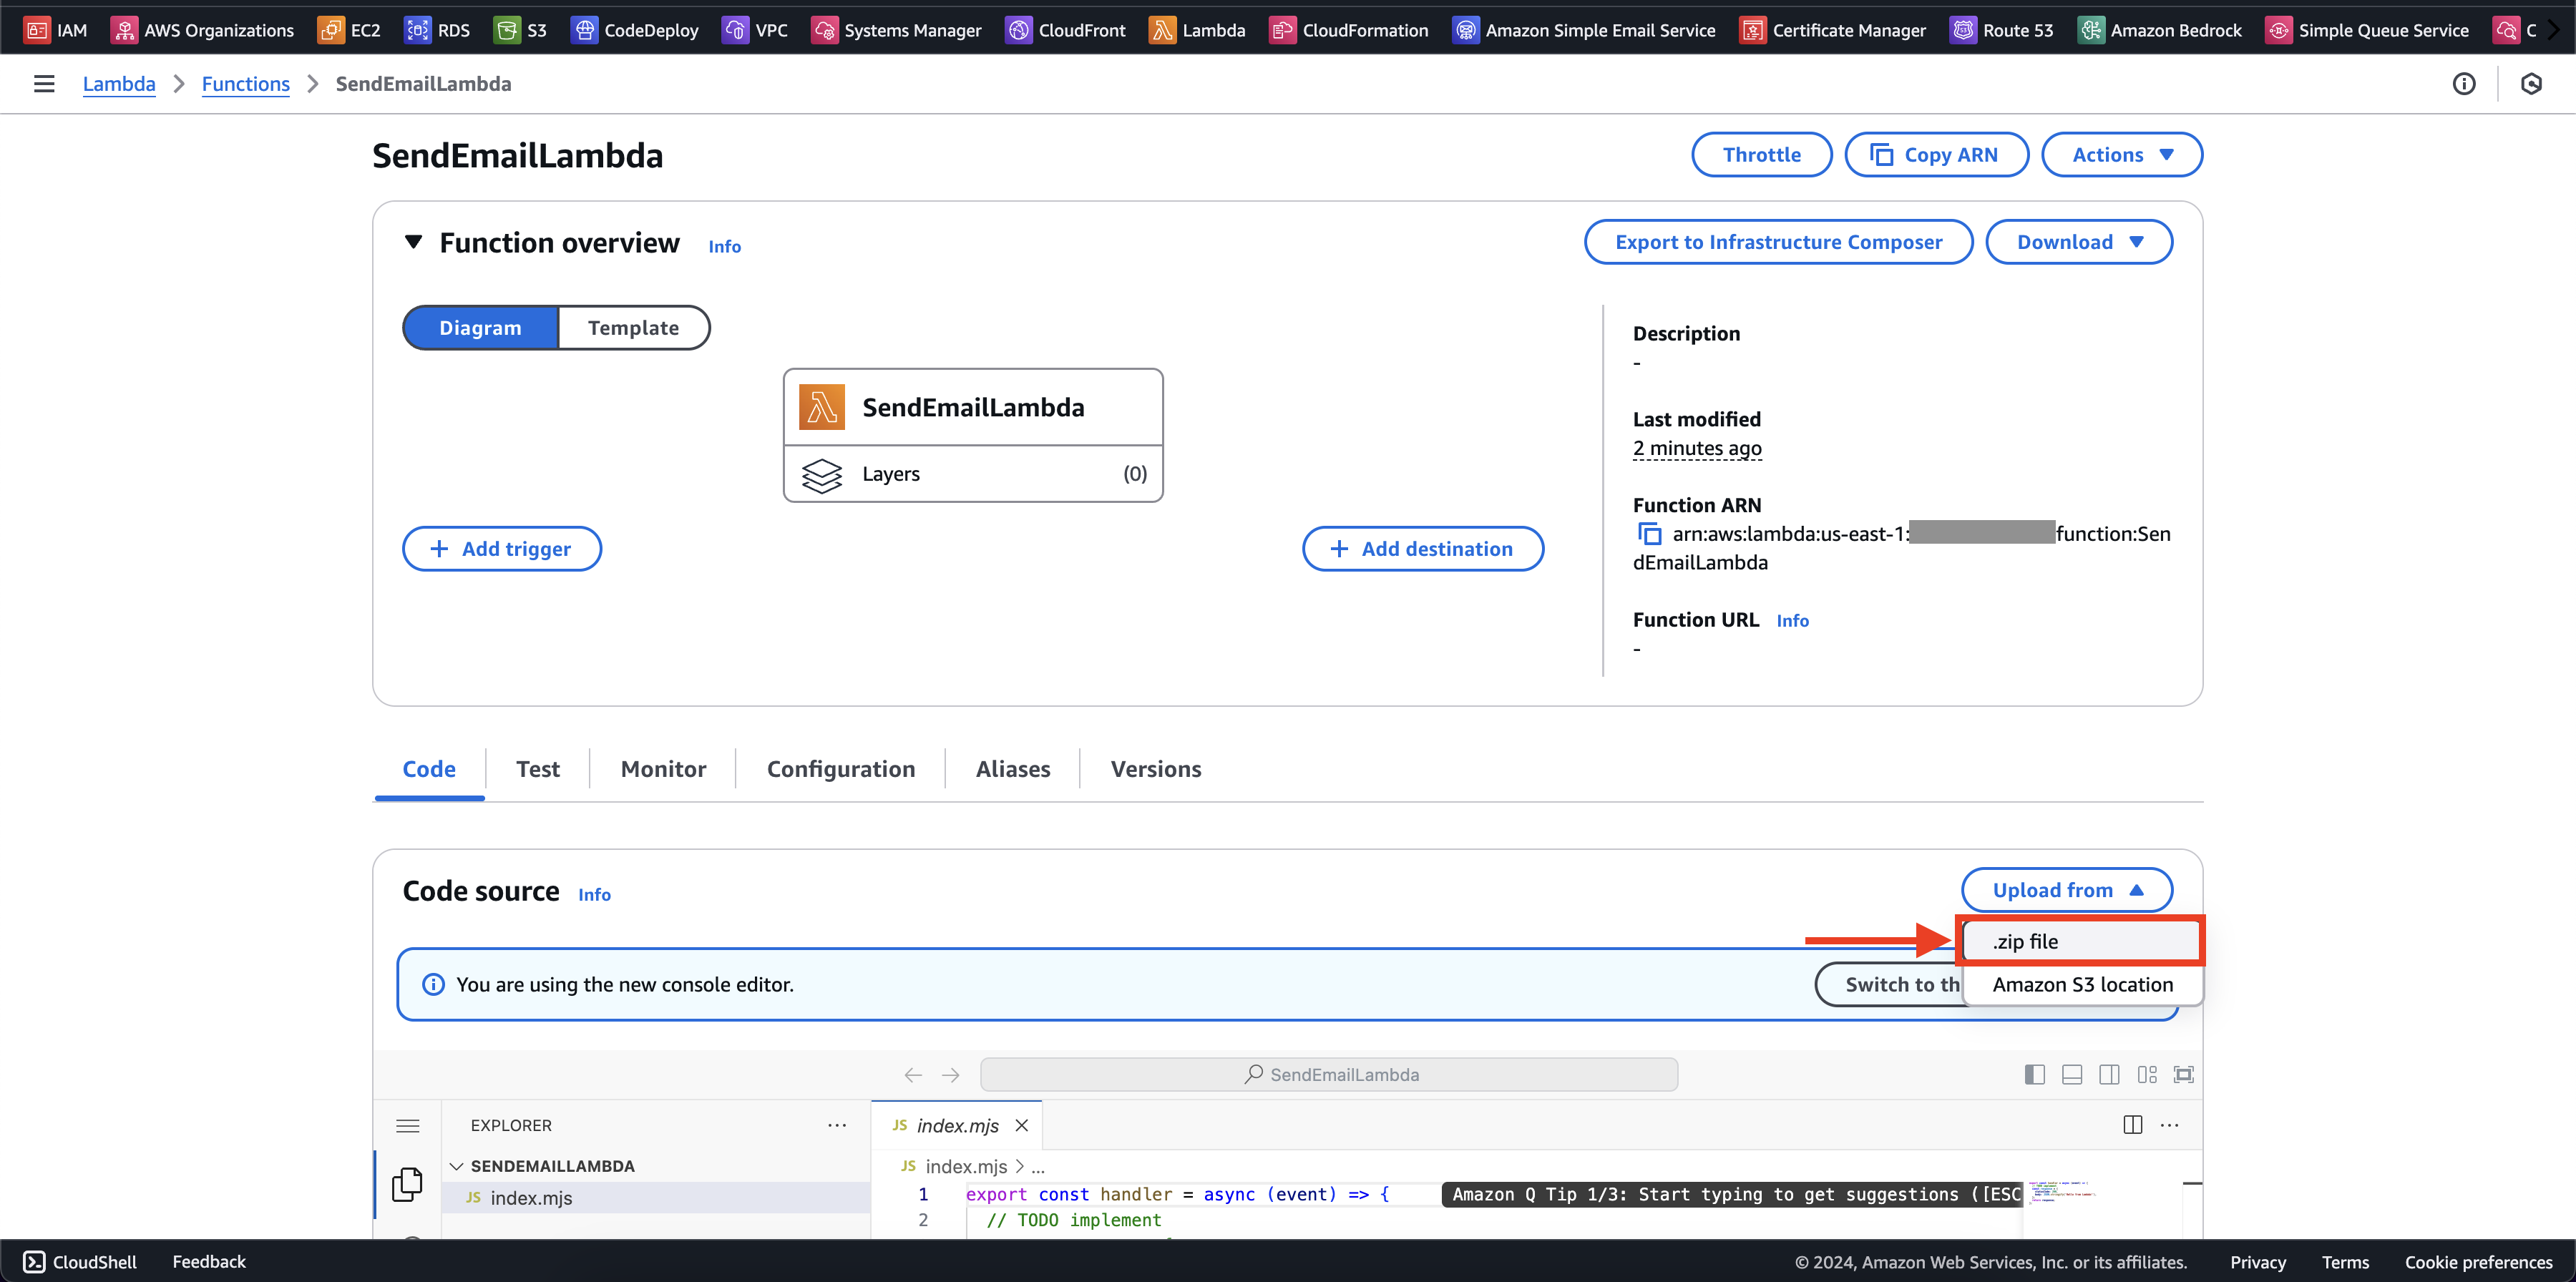 IAM AWS Organizations EC2 RDS S3 CodeDeploy VPC Systems Manager CloudFront Lambda CloudFormation Amazon Simple Email Service Certificate Manager Route 53 Amazon Bedrock Simple Queue Service C
Lambda Functions SendEmailLambda
SendEmailLambda
Throttle Copy ARN Actions
Function overview Info
Export to Infrastructure Composer Download
Diagram Template
SendEmailLambda
Layers (0)
+ Add trigger
+ Add destination
Description
-
Last modified
2 minutes ago
Function ARN
arn:aws:lambda:us-east-1: function:Sen
dEmailLambda
Function URL Info
-
Code Test Monitor Configuration Aliases Versions
Code source Info
Upload from
.zip file
You are using the new console editor.
Switch to th
Amazon S3 location
SendEmailLambda
EXPLORER ...
JS index.mjs
SENDEMAILLAMBDA
JS index.mjs
JS index.mjs > ...
1 export const handler = async (event) => { Amazon Q Tip 1/3: Start typing to get suggestions ([ESC
2 // TODO implement
CloudShell Feedback © 2024, Amazon Web Services, Inc. or its affiliates. Privacy Terms Cookie preferences